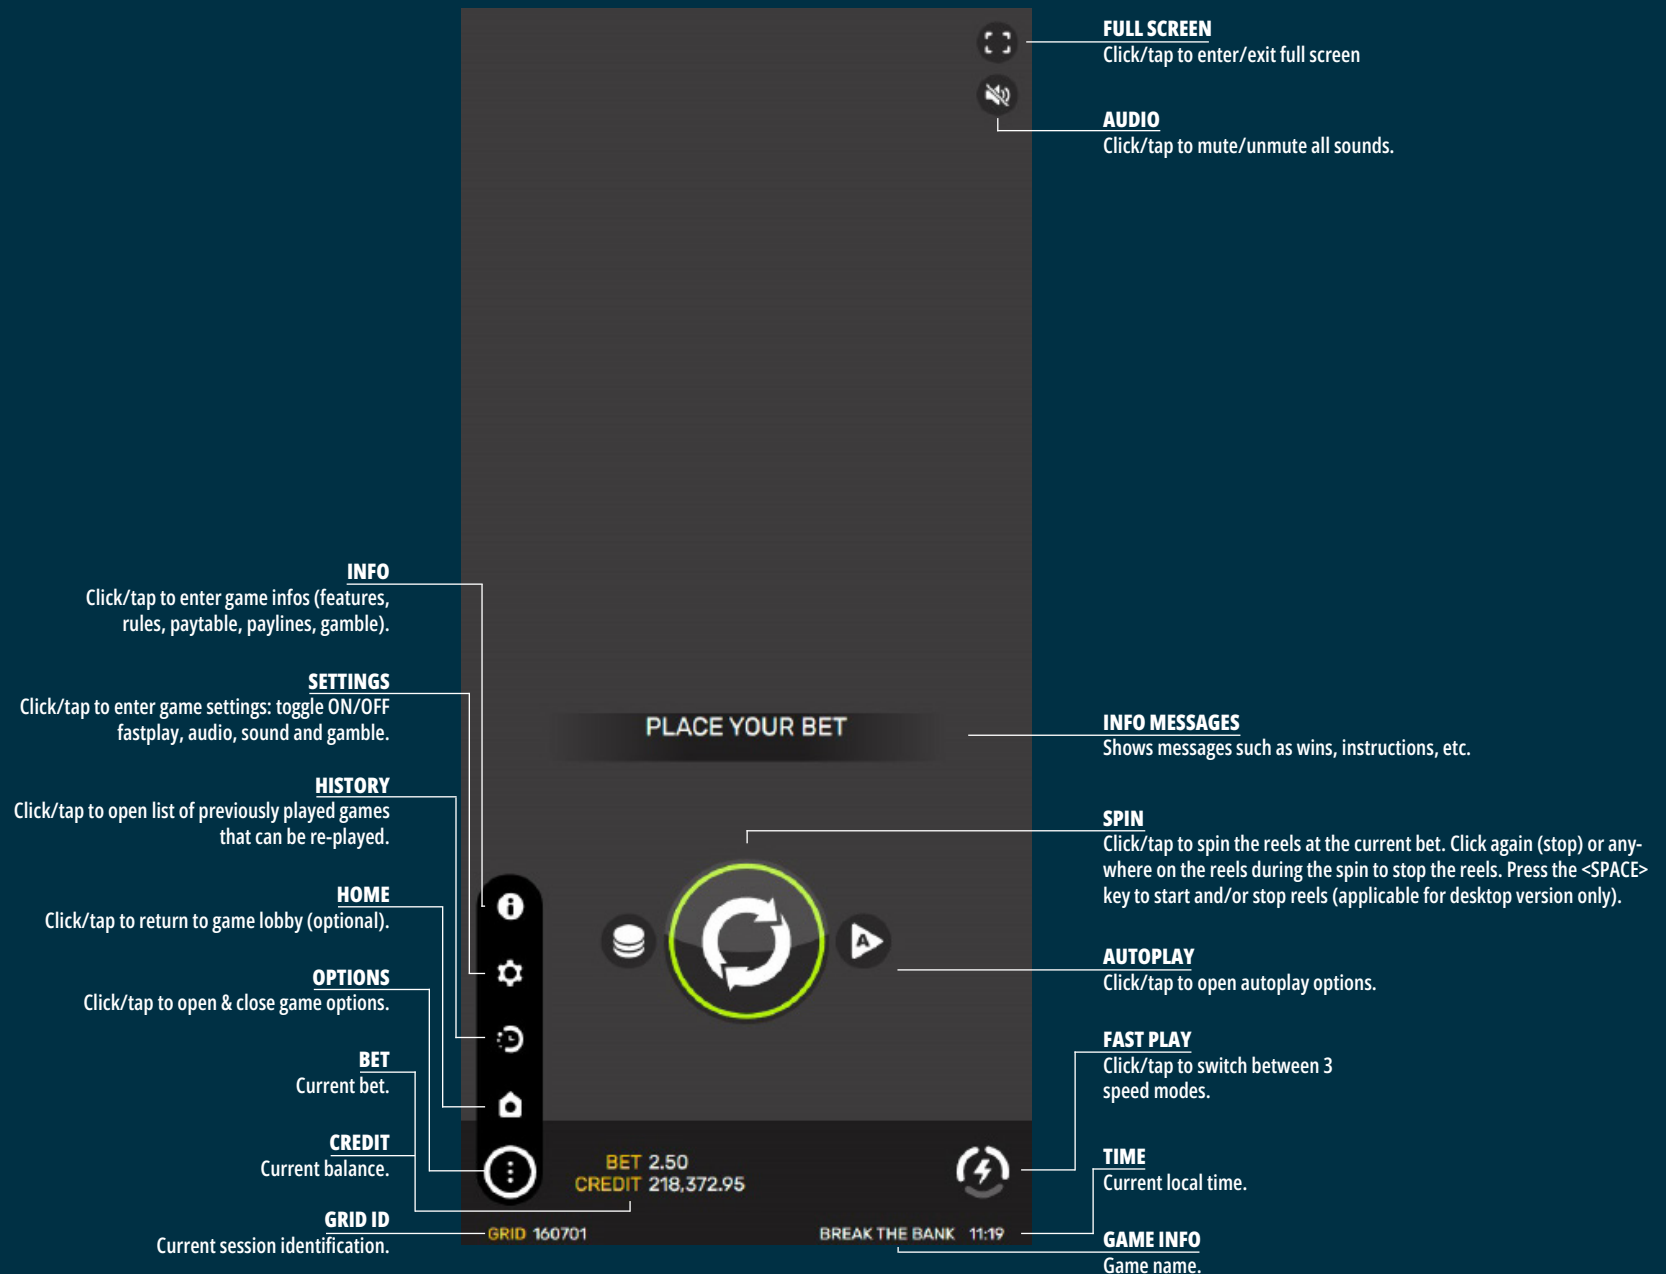 FULL SCREEN
Click/tap to enter/exit full screen
AUDIO
Click/tap to mute/unmute all sounds.
INFO
Click/tap to enter game infos (features,
rules, paytable, paylines, gamble).
SETTINGS
Click/tap to enter game settings: toggle ON/OFF
fastplay, audio, sound and gamble.
HISTORY
Click/tap to open list of previously played games
that can be re-played.
HOME
Click/tap to return to game lobby (optional).
OPTIONS
Click/tap to open & close game options.
BET
Current bet.
CREDIT
Current balance.
GRID ID
Current session identification.
PLACE YOUR BET
A
BET 2.50
CREDIT 218,372.95
GRID 160701
BREAK THE BANK 11:19
INFO MESSAGES
Shows messages such as wins, instructions, etc.
SPIN
Click/tap to spin the reels at the current bet. Click again (stop) or any-
where on the reels during the spin to stop the reels. Press the <SPACE>
key to start and/or stop reels (applicable for desktop version only).
AUTOPLAY
Click/tap to open autoplay options.
FAST PLAY
Click/tap to switch between 3
speed modes.
TIME
Current local time.
GAME INFO
Game name.